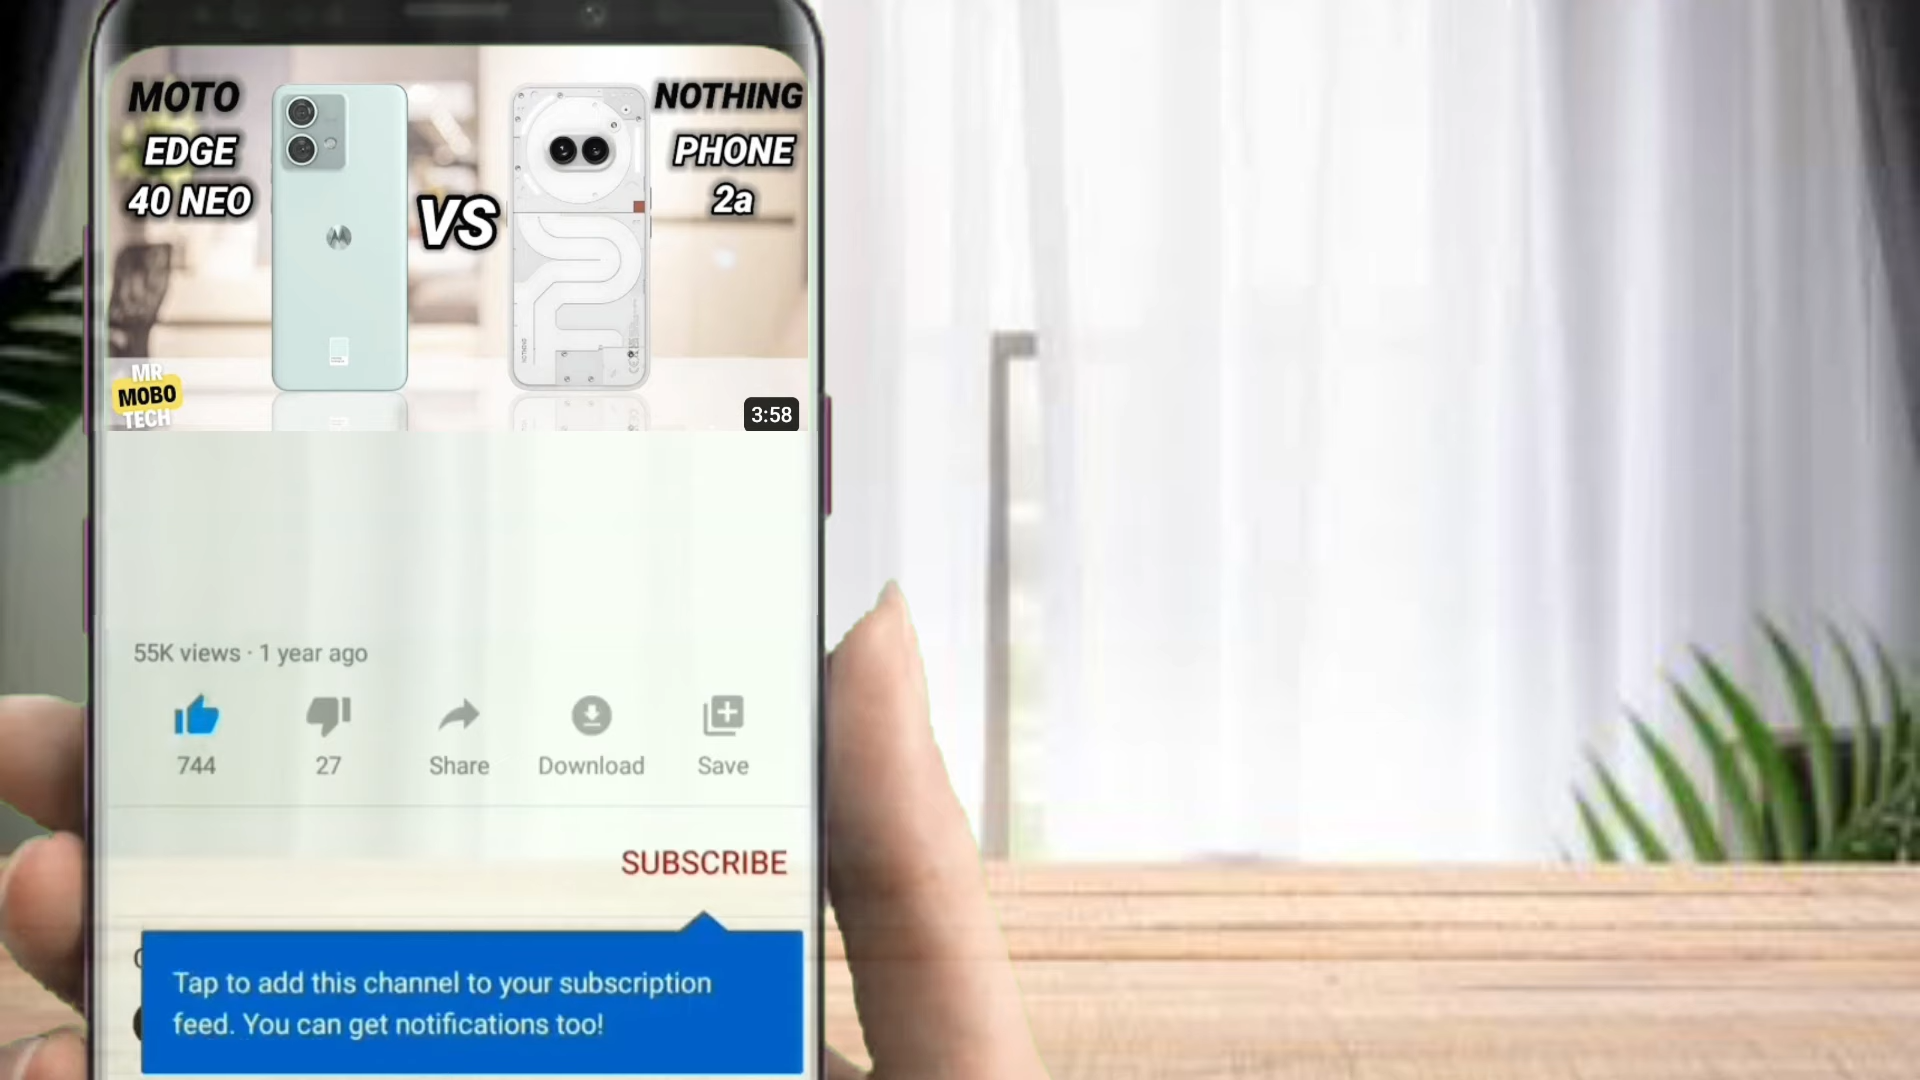 MOTO
EDGE
40 NEO
VS
NOTHING
PHONE
2a
MR
MOBO
TECH
3:58
55K views · 1 year ago
744
27
Share
Download
Save
SUBSCRIBE
Tap to add this channel to your subscription
feed. You can get notifications too!